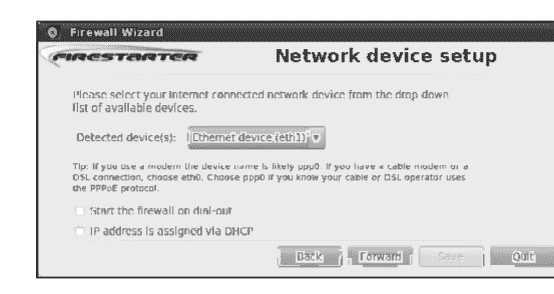 Firewall Wizard
FIRESTARTER
Network device setup
Please select your Internet connected network device from the drop down
list of available devices.
Detected device(s): Ethernet device (eth1)
Tip: If you use a modem the device name is likely ppp0. If you have a cable modem or a
DSL connection, choose eth0. Choose ppp0 if you know your cable or DSL operator uses
the PPPoE protocol.
Start the firewall on dial-out
IP address is assigned via DHCP
Back Forward Save Quit